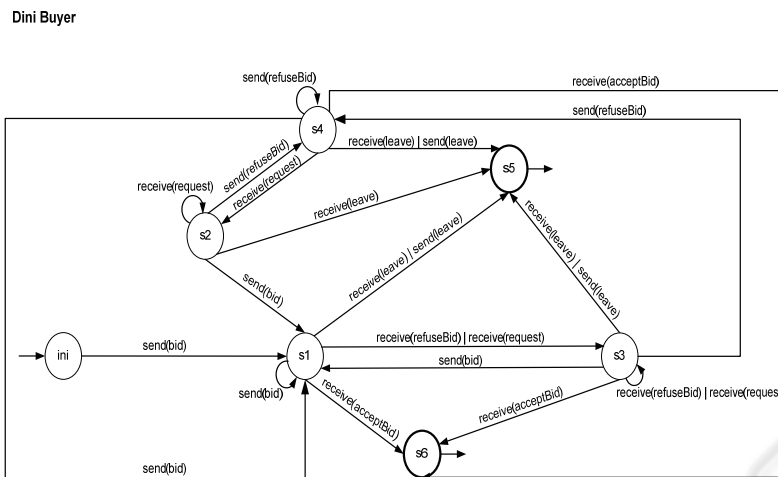 Dini Buyer
send(refuseBid)
receive(acceptBid)
send(refuseBid)
s4
receive(leave) | send(leave)
send(refuseBid)
receive(request)
s5
receive(request)
receive(leave)
s2
receive(leave) | send(leave)
receive(leave) | send(leave)
send(bid)
receive(refuseBid) | receive(request)
send(bid)
ini
s1
send(bid)
s3
send(bid)
receive(acceptBid)
receive(acceptBid)
receive(refuseBid) | receive(reques
s6
send(bid)